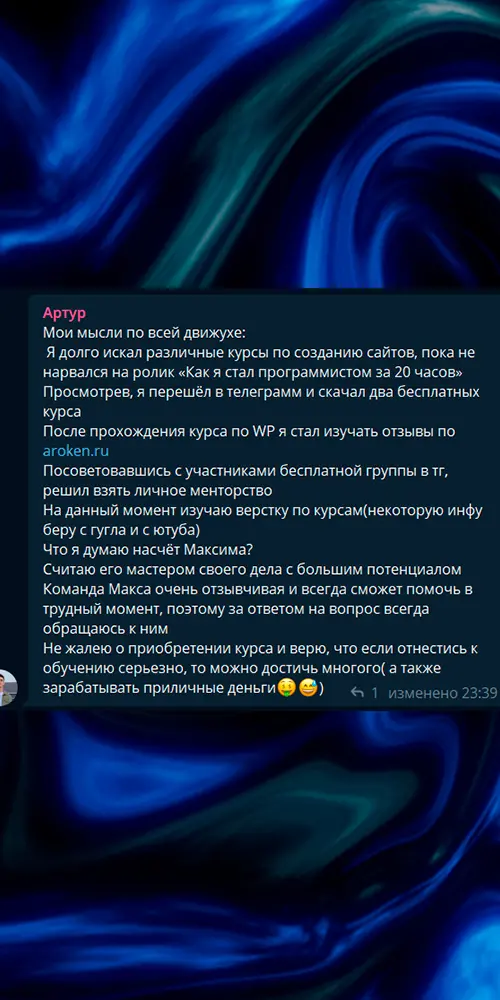 Артур
Мои мысли по всей движухе:
Я долго искал различные курсы по созданию сайтов, пока не
нарвался на ролик «Как я стал программистом за 20 часов»
Просмотрев, я перешёл в телеграмм и скачал два бесплатных
курса
После прохождения курса по WP я стал изучать отзывы по
aroken.ru
Посоветовавшись с участниками бесплатной группы в тг,
решил взять личное менторство
На данный момент изучаю верстку по курсам(некоторую инфу
беру с гугла и с ютуба)
Что я думаю насчёт Максима?
Считаю его мастером своего дела с большим потенциалом
Команда Макса очень отзывчивая и всегда сможет помочь в
трудный момент, поэтому за ответом на вопрос всегда
обращаюсь к ним
Не жалею о приобретении курса и верю, что если отнестись к
обучению серьезно, то можно достичь многого( а также
зарабатывать приличные деньги🤑😅) 1 изменено 23:39